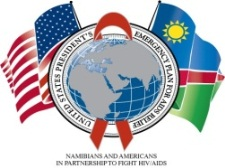 UNITED STATES PRESIDENT'S
EMERGENCY PLAN FOR AIDS RELIEF
NAMIBIANS AND AMERICANS
IN PARTNERSHIP TO FIGHT HIV/AIDS